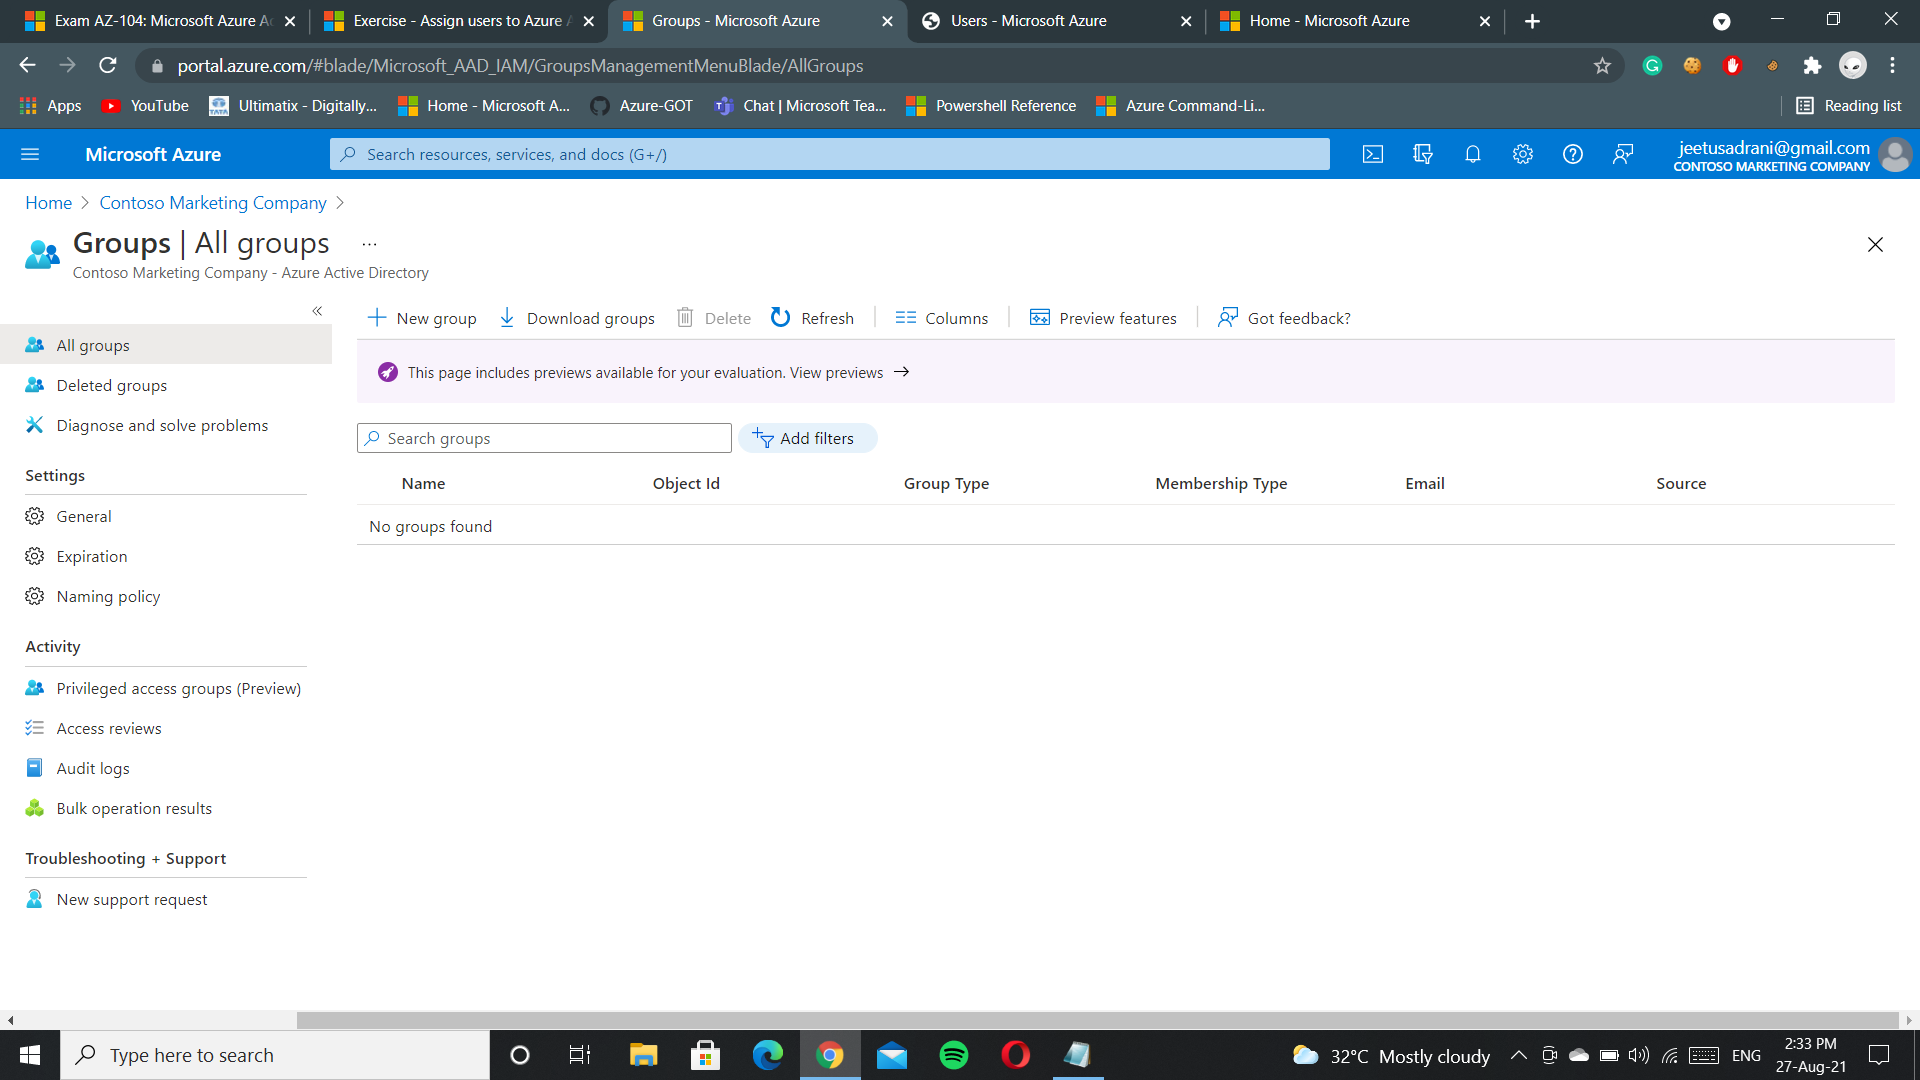 Exam AZ-104: Microsoft Azure Ac
Exercise - Assign users to Azure A
Groups - Microsoft Azure
Users - Microsoft Azure
Home - Microsoft Azure
portal.azure.com/#blade/Microsoft_AAD_IAM/GroupsManagementMenuBlade/AllGroups
Apps
YouTube
TATA
Ultimatix - Digitally...
Home - Microsoft A...
Azure-GOT
Chat | Microsoft Tea...
Powershell Reference
Azure Command-Li...
Reading list
Microsoft Azure
Search resources, services, and docs (G+/)
jeetusadrani@gmail.com
CONTOSO MARKETING COMPANY
Home > Contoso Marketing Company >
Groups | All groups ...
Contoso Marketing Company - Azure Active Directory
«
All groups
Deleted groups
Diagnose and solve problems
Settings
General
Expiration
Naming policy
Activity
Privileged access groups (Preview)
Access reviews
Audit logs
Bulk operation results
Troubleshooting + Support
New support request
New group
Download groups
Delete
Refresh
Columns
Preview features
Got feedback?
This page includes previews available for your evaluation. View previews →
Search groups
Add filters
Name Object Id Group Type Membership Type Email Source
No groups found
Type here to search
32°C Mostly cloudy
ENG
2:33 PM
27-Aug-21